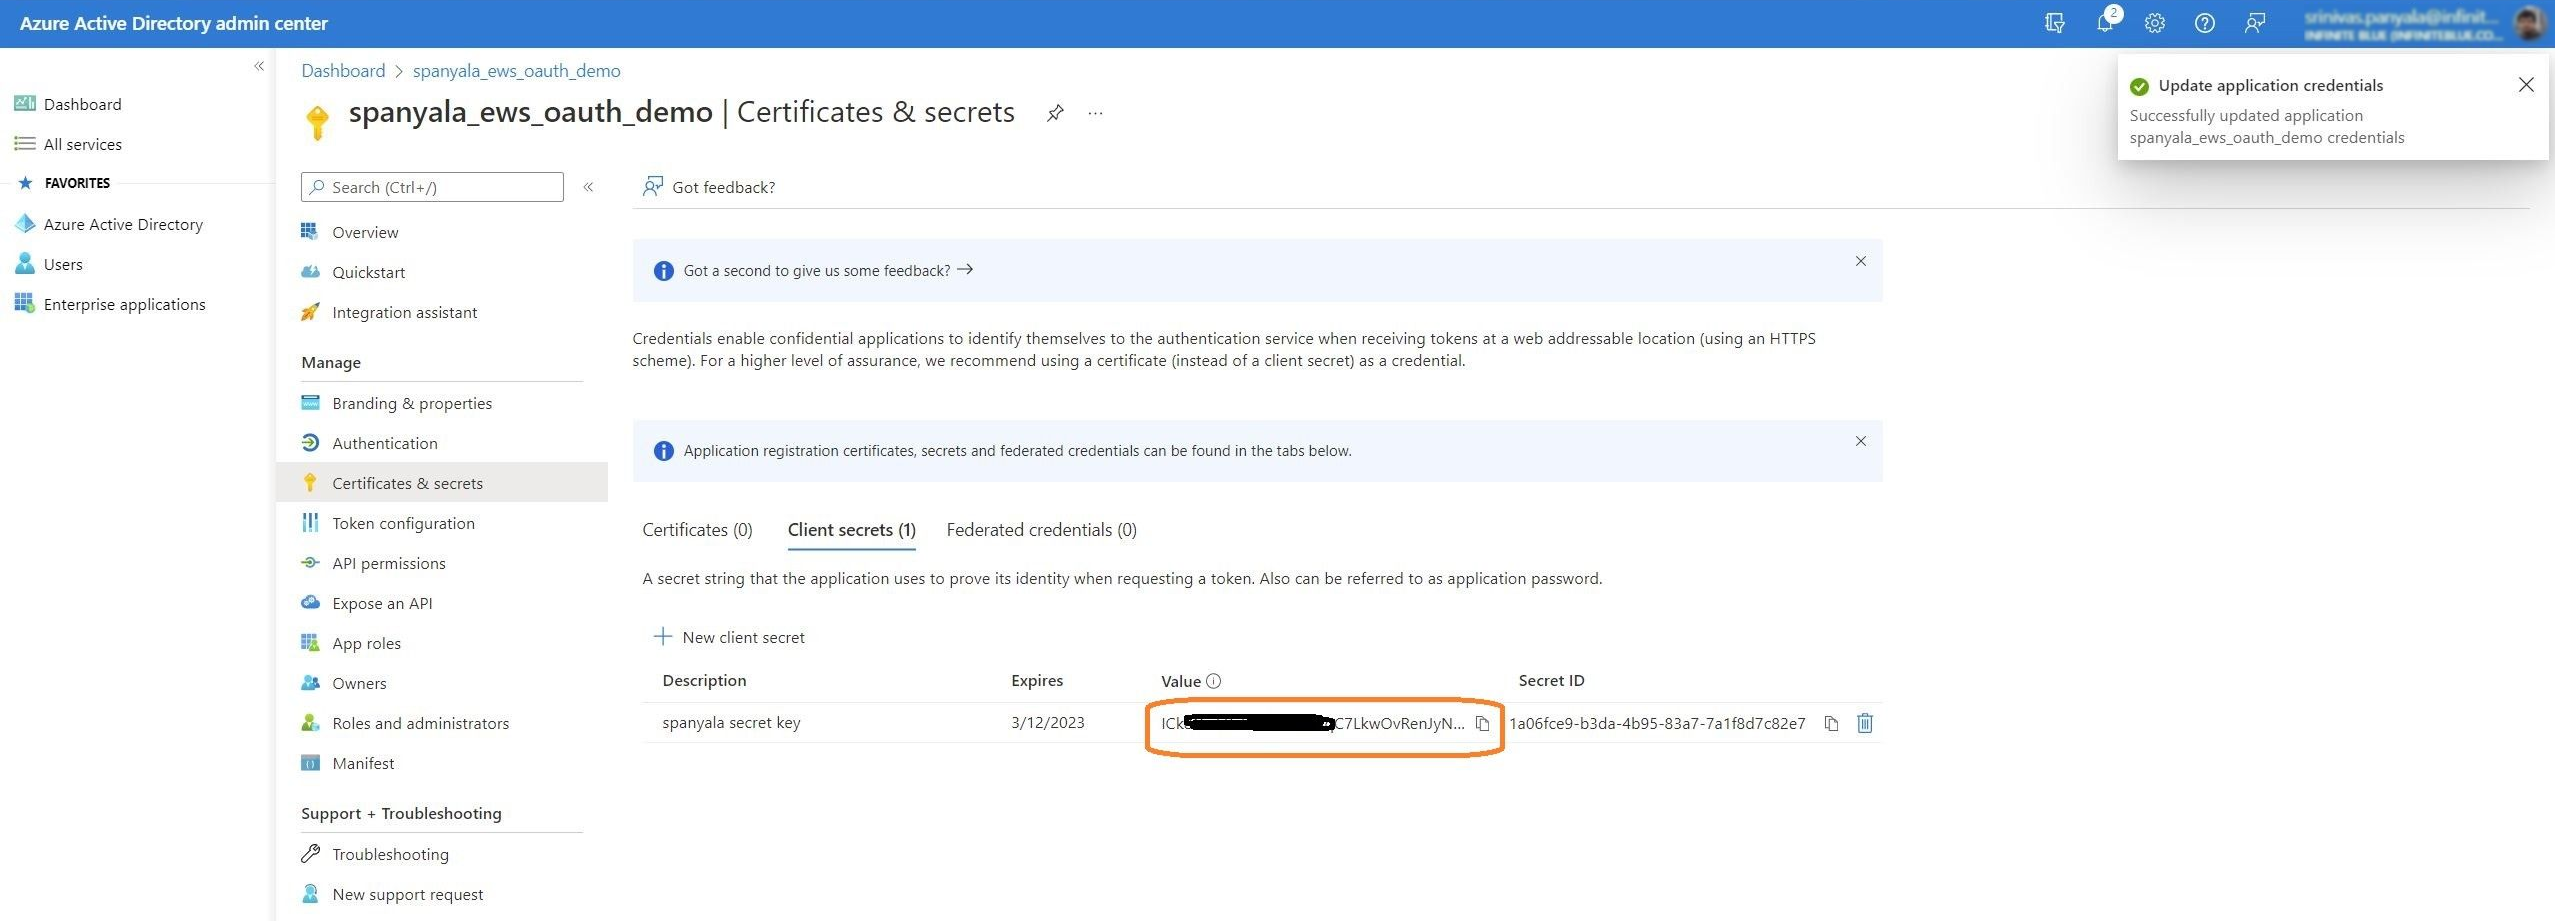 Azure Active Directory admin center
2
Dashboard
All services
FAVORITES
Azure Active Directory
Users
Enterprise applications
Dashboard > spanyala_ews_oauth_demo
spanyala_ews_oauth_demo | Certificates & secrets
Search (Ctrl+/)
Overview
Quickstart
Integration assistant
Manage
Branding & properties
Authentication
Certificates & secrets
Token configuration
API permissions
Expose an API
App roles
Owners
Roles and administrators
Manifest
Support + Troubleshooting
Troubleshooting
New support request
Got feedback?
Got a second to give us some feedback?
Credentials enable confidential applications to identify themselves to the authentication service when receiving tokens at a web addressable location (using an HTTPS
scheme). For a higher level of assurance, we recommend using a certificate (instead of a client secret) as a credential.
Application registration certificates, secrets and federated credentials can be found in the tabs below.
Certificates (0) Client secrets (1) Federated credentials (0)
A secret string that the application uses to prove its identity when requesting a token. Also can be referred to as application password.
New client secret
Description Expires Value Secret ID
spanyala secret key 3/12/2023 C7LkwOvRenJyN... 1a06fce9-b3da-4b95-83a7-7a1f8d7c82e7
Update application credentials
Successfully updated application
spanyala_ews_oauth_demo credentials